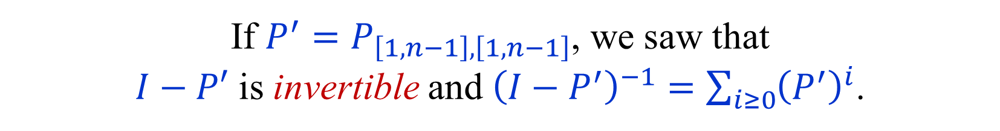 If P′ = P[1,n−1],[1,n−1], we saw that
I − P′ is invertible and (I − P′)−1 = ∑i≥0(P′)i.